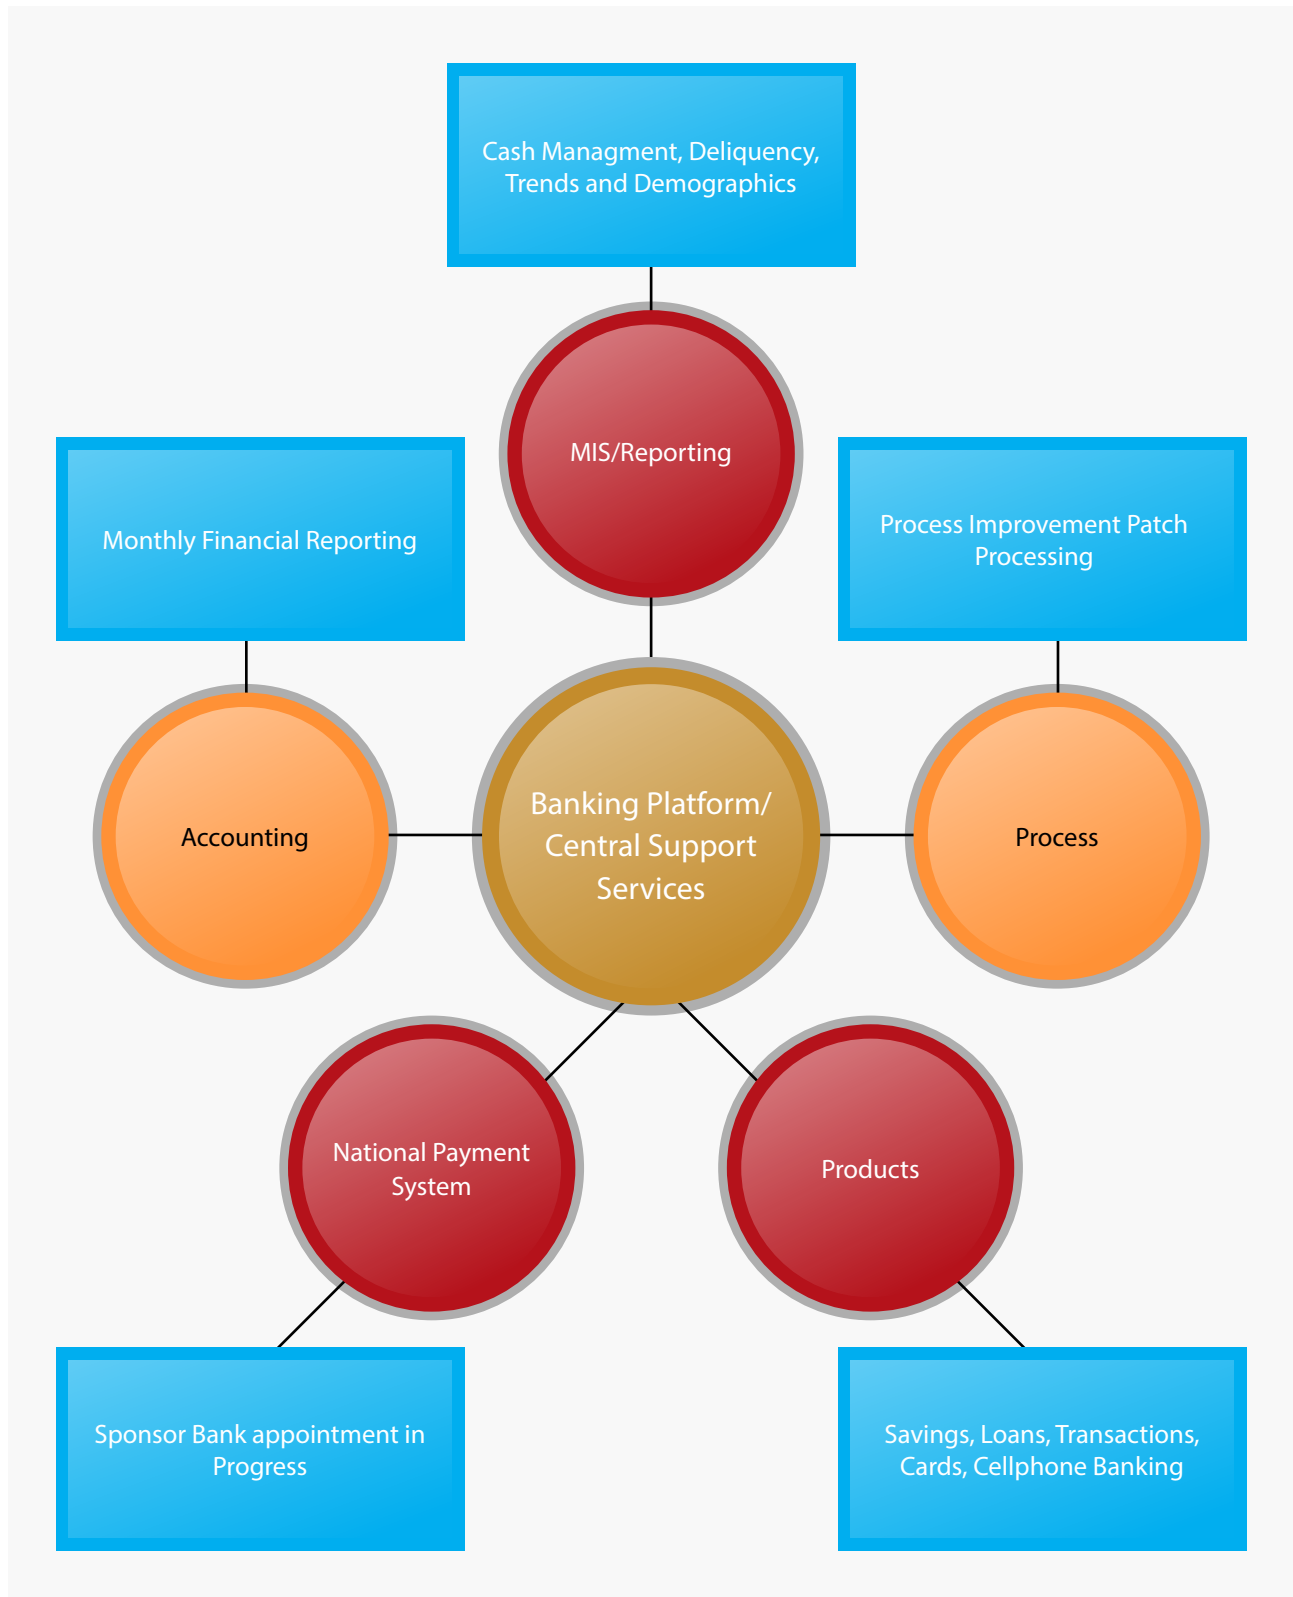 Cash Managment, Deliquency,
Trends and Demographics
MIS/Reporting
Monthly Financial Reporting
Process Improvement Patch
Processing
Accounting
Banking Platform/
Central Support
Services
Process
National Payment
System
Products
Sponsor Bank appointment in
Progress
Savings, Loans, Transactions,
Cards, Cellphone Banking